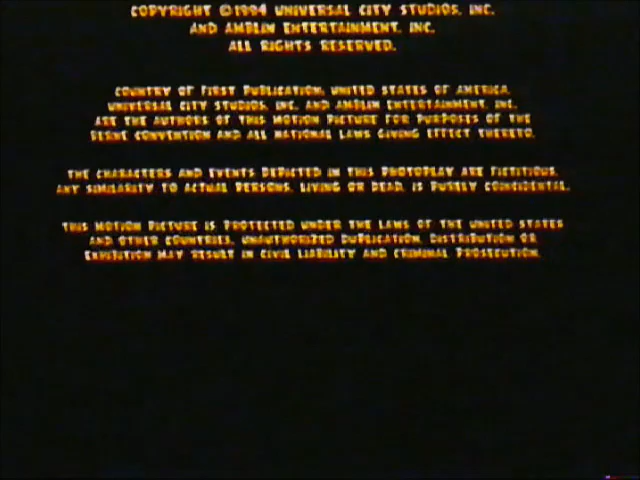 COPYRIGHT ©1994 UNIVERSAL CITY STUDIOS, INC.
AND AMBLIN ENTERTAINMENT, INC.
ALL RIGHTS RESERVED.
COUNTRY OF FIRST PUBLICATION: UNITED STATES OF AMERICA.
UNIVERSAL CITY STUDIOS, INC. AND AMBLIN ENTERTAINMENT, INC.
ARE THE AUTHORS OF THIS MOTION PICTURE FOR PURPOSES OF THE
BERNE CONVENTION AND ALL NATIONAL LAWS GIVING EFFECT THERETO.
THE CHARACTERS AND EVENTS DEPICTED IN THIS PHOTOPLAY ARE FICTITIOUS.
ANY SIMILARITY TO ACTUAL PERSONS, LIVING OR DEAD, IS PURELY COINCIDENTAL.
THIS MOTION PICTURE IS PROTECTED UNDER THE LAWS OF THE UNITED STATES
AND OTHER COUNTRIES. UNAUTHORIZED DUPLICATION, DISTRIBUTION OR
EXHIBITION MAY RESULT IN CIVIL LIABILITY AND CRIMINAL PROSECUTION.